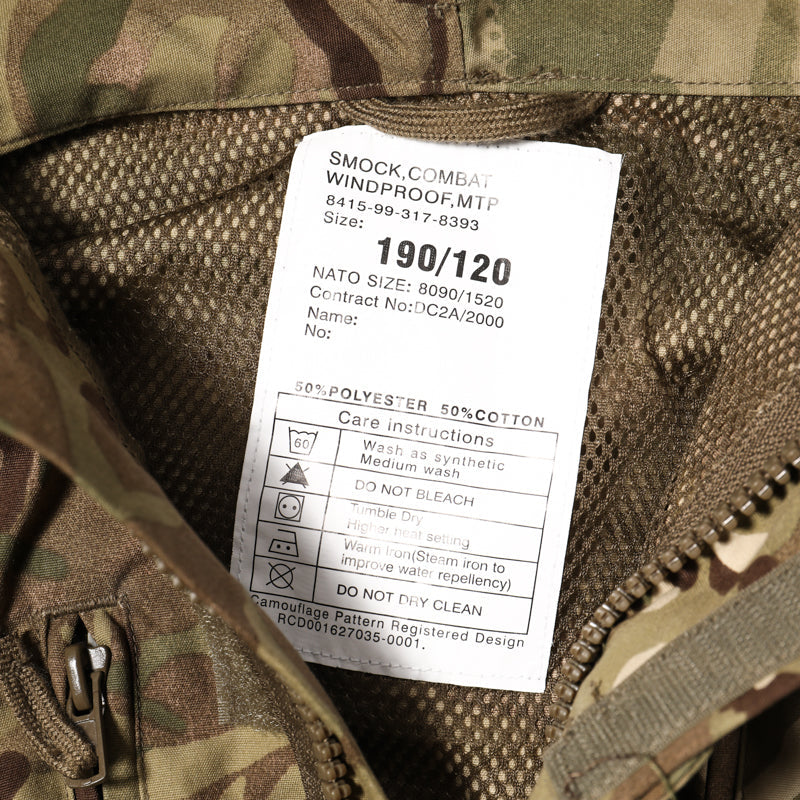 SMOCK,COMBAT
WINDPROOF,MTP
8415-99-317-8393
Size:
190/120
NATO SIZE: 8090/1520
Contract No:DC2A/2000
Name:
No:
50%POLYESTER 50%COTTON
Care instructions
60
Wash as synthetic
Medium wash
DO NOT BLEACH
Tumble Dry
Higher heat setting
Warm Iron(Steam iron to
improve water repellency)
DO NOT DRY CLEAN
Camouflage Pattern Registered Design
RCD001627035-0001.